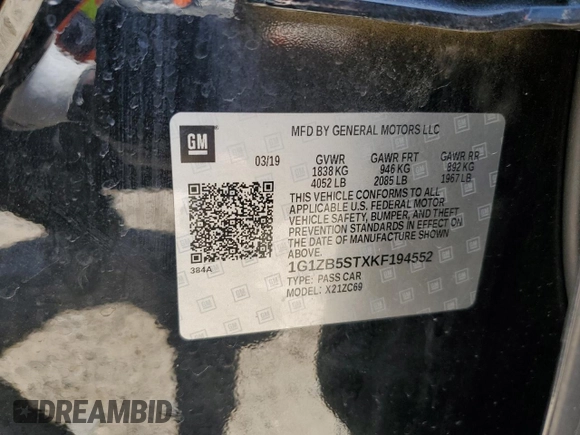 GM
MFD BY GENERAL MOTORS LLC
03/19 GVWR GAWR FRT GAWR RR
1838 KG 946 KG 892 KG
4052 LB 2085 LB 1967 LB
THIS VEHICLE CONFORMS TO ALL
APPLICABLE U.S. FEDERAL MOTOR
VEHICLE SAFETY, BUMPER, AND THEFT
PREVENTION STANDARDS IN EFFECT ON
THE DATE OF MANUFACTURE SHOWN ABOVE.
384A
1G1ZB5STXKF194552
TYPE: PASS CAR
MODEL: X21ZC69
DREAMBID